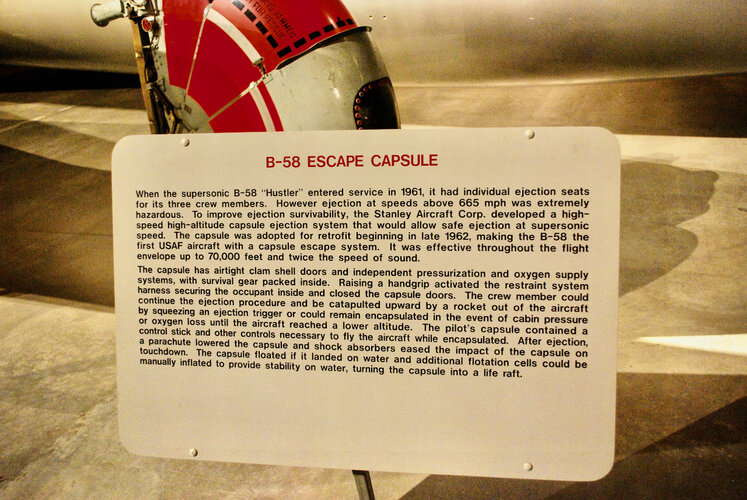 FOR RESCUE
B-58 ESCAPE CAPSULE
When the supersonic B-58 "Hustler" entered service in 1961, it had individual ejection seats
for its three crew members. However ejection at speeds above 665 mph was extremely
hazardous. To improve ejection survivability, the Stanley Aircraft Corp. developed a high-
speed high-altitude capsule ejection system that would allow safe ejection at supersonic
speed. The capsule was adopted for retrofit beginning in late 1962, making the B-58 the
first USAF aircraft with a capsule escape system. It was effective throughout the flight
envelope up to 70,000 feet and twice the speed of sound.
The capsule has airtight clam shell doors and independent pressurization and oxygen supply
systems, with survival gear packed inside. Raising a handgrip activated the restraint system
harness securing the occupant inside and closed the capsule doors. The crew member could
continue the ejection procedure and be catapulted upward by a rocket out of the aircraft
by squeezing an ejection trigger or could remain encapsulated in the event of cabin pressure
or oxygen loss until the aircraft reached a lower altitude. The pilot's capsule contained a
control stick and other controls necessary to fly the aircraft while encapsulated. After ejection,
a parachute lowered the capsule and shock absorbers eased the impact of the capsule on
touchdown. The capsule floated if it landed on water and additional flotation cells could be
manually inflated to provide stability on water, turning the capsule into a life raft.